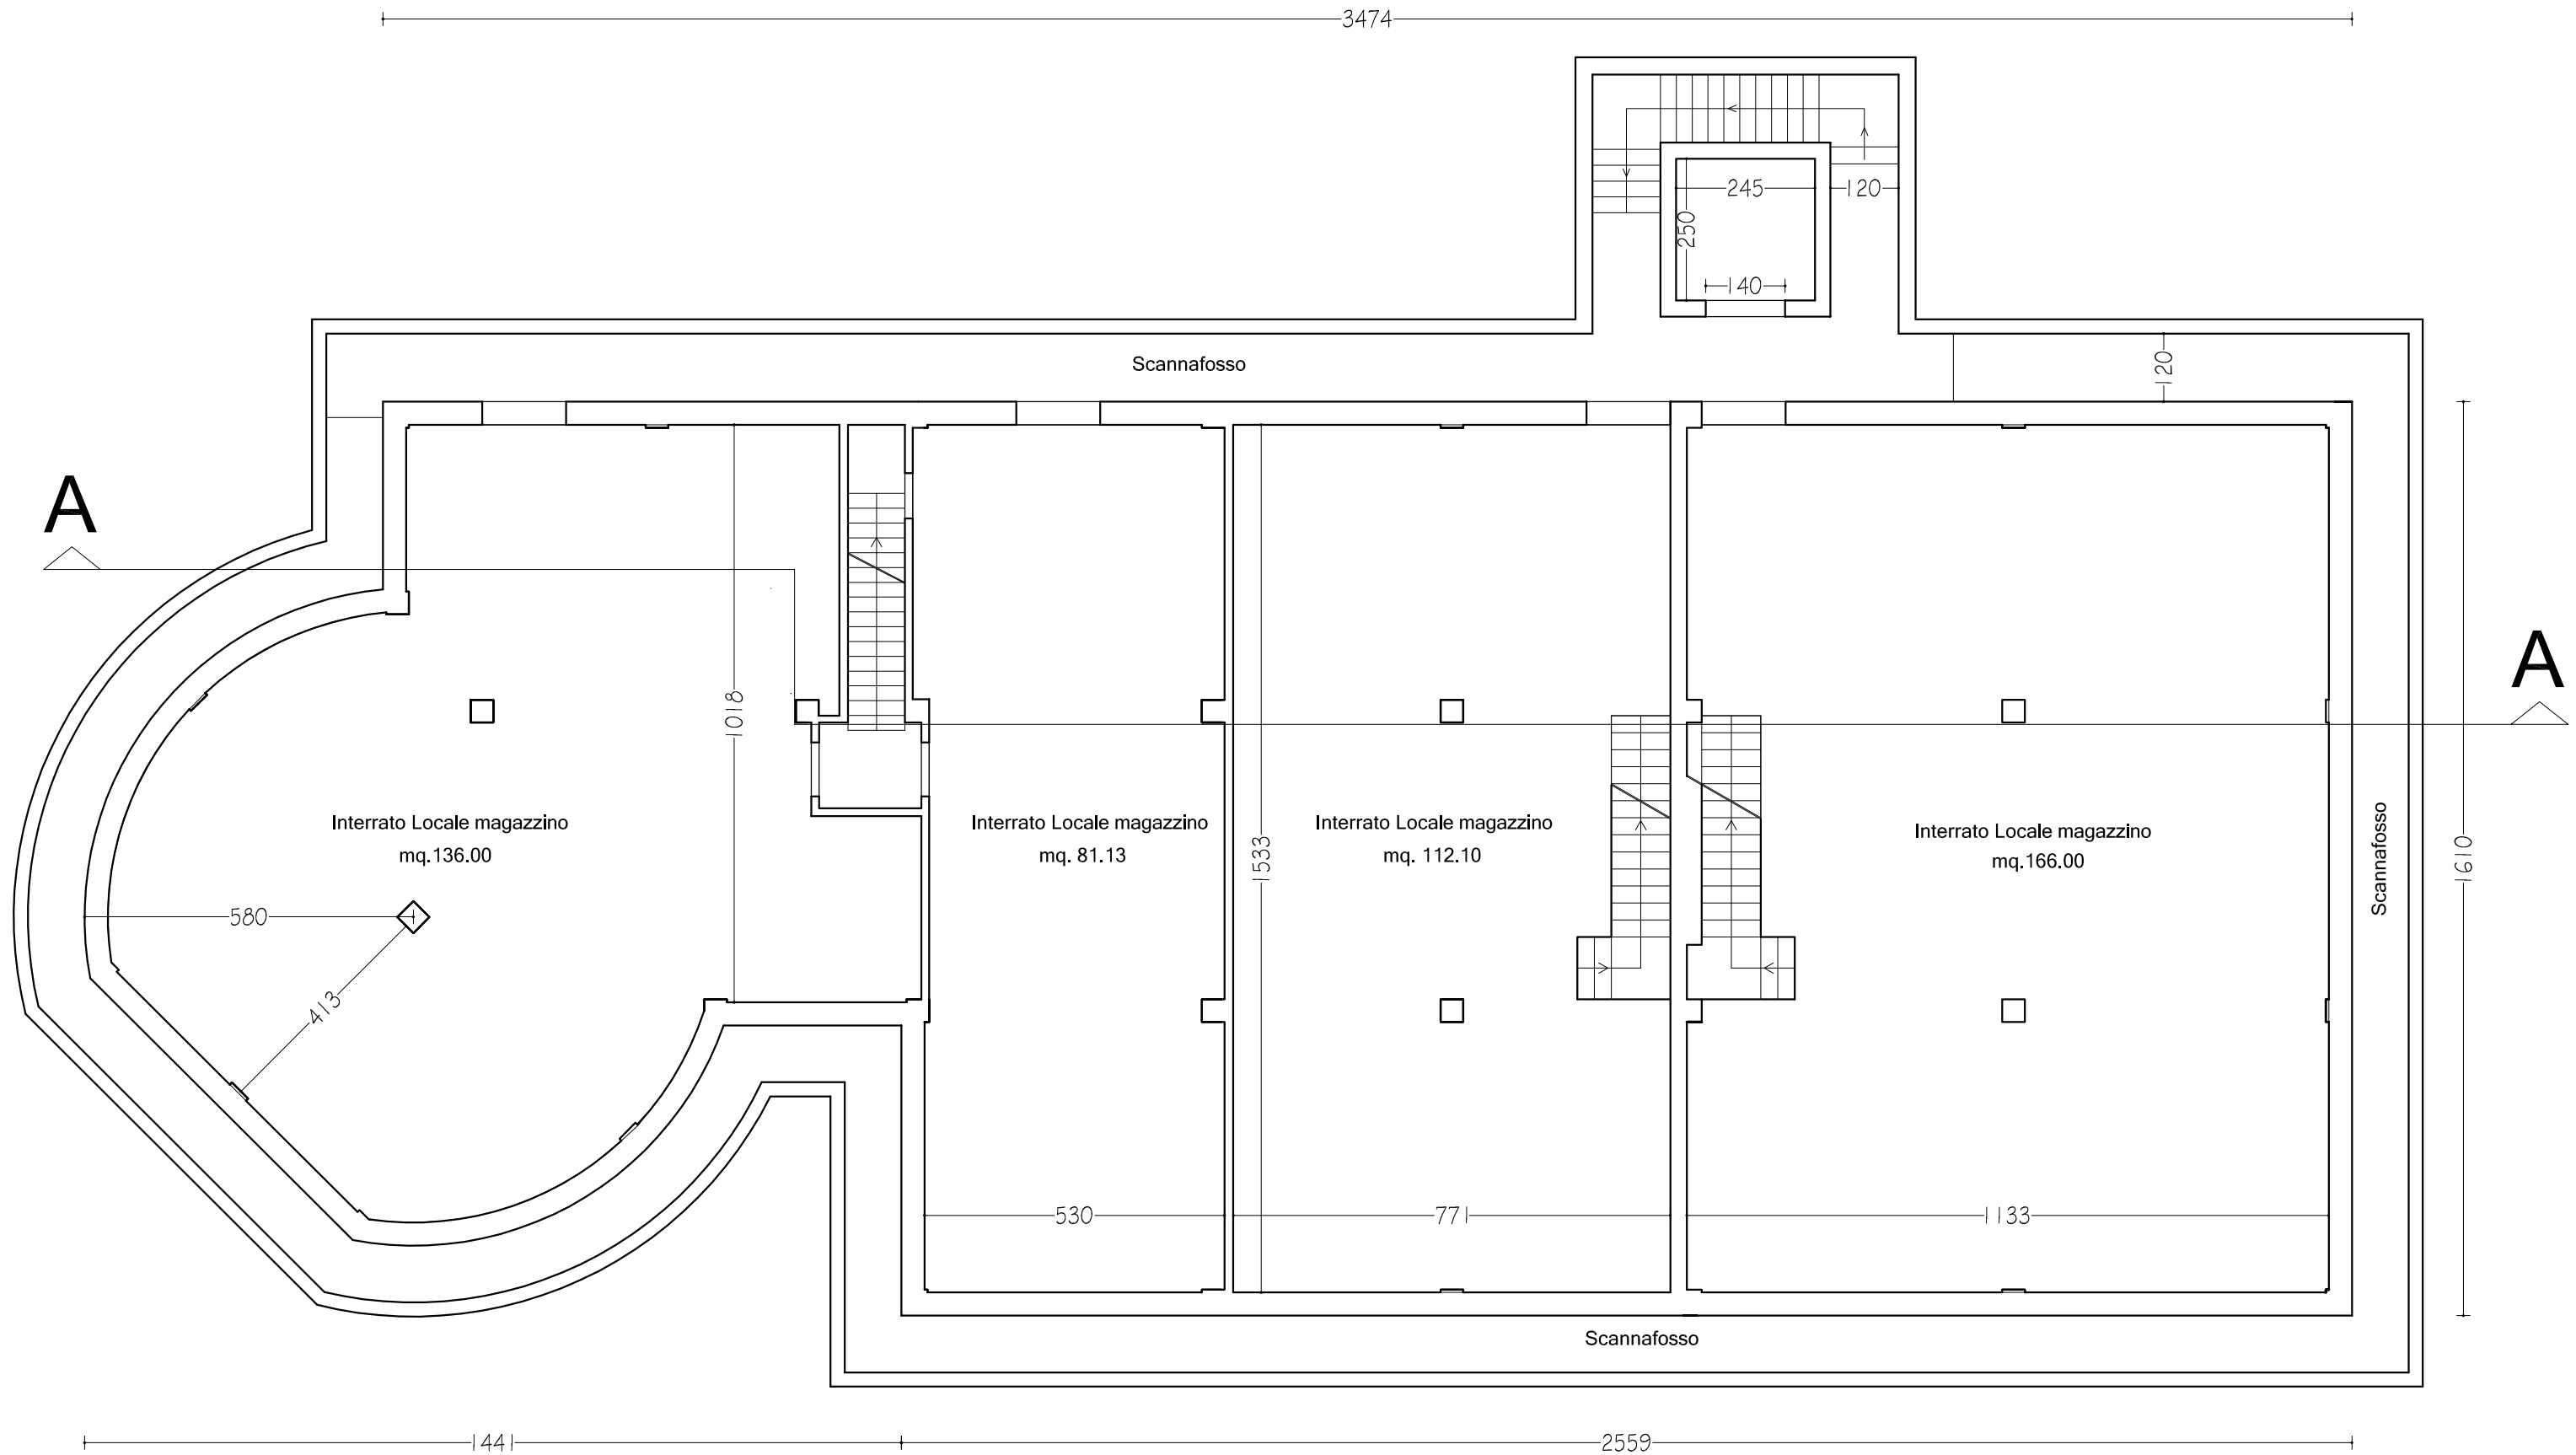 3474
245
120
250
140
Scannafosso
120
A
A
1018
Interrato Locale magazzino
mq.136.00
Interrato Locale magazzino
mq. 81.13
1533
Interrato Locale magazzino
mq. 112.10
Interrato Locale magazzino
mq.166.00
Scannafosso
1610
580
413
530
771
1133
Scannafosso
1441
2559